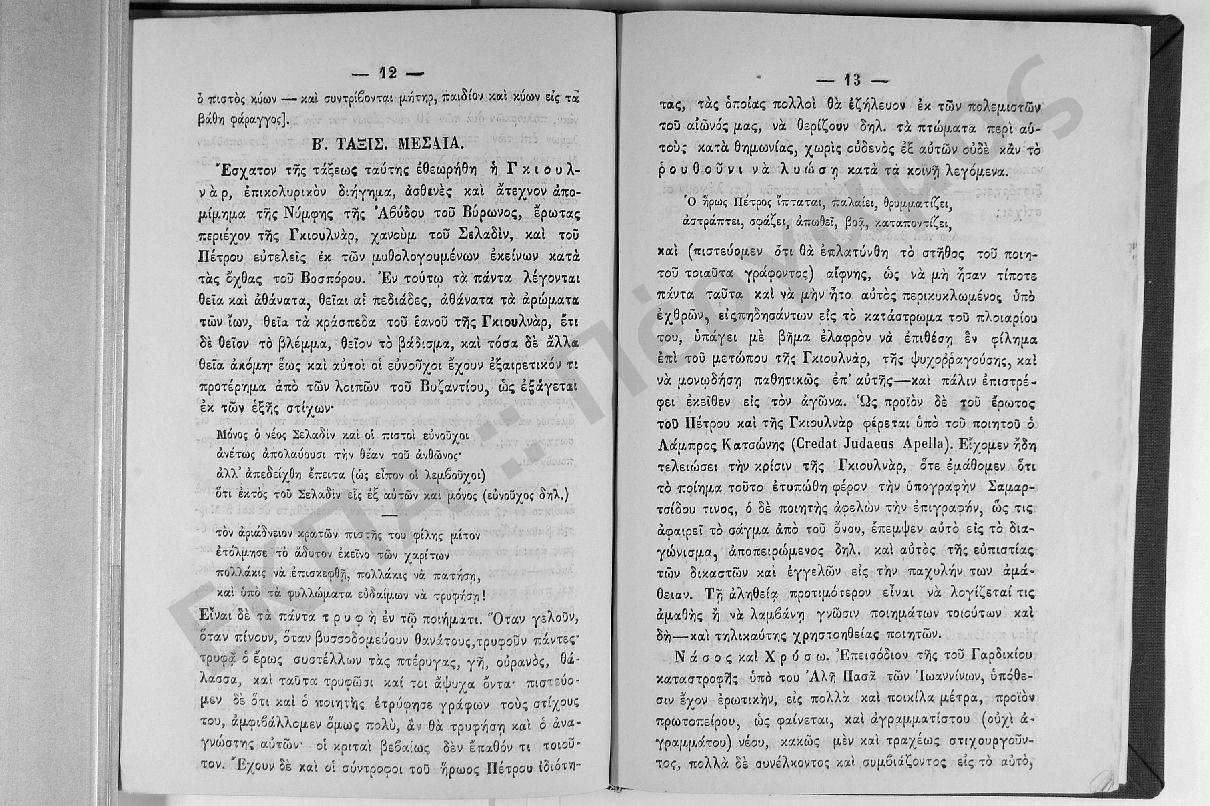 — 12 —
ὁ πιστὸς κύων — καὶ συντρίβονται μήτηρ, παιδίον καὶ κύων εἰς τὰ
βάθη φάραγγος].
Β'. ΤΑΞΙΣ. ΜΕΣΑΙΑ.
Ἔσχατον τῆς τάξεως ταύτης ἐθεωρήθη ἡ Γκιουλ-
νὰρ, ἐπικολυρικὸν διήγημα, ἀσθενὲς καὶ ἄτεχνον ἀπο-
μίμημα τῆς Νύμφης τῆς Ἀβύδου τοῦ Βύρωνος, ἔρωτας
περιέχον τῆς Γκιουλνὰρ, χανοὺμ τοῦ Σελαδὶν, καὶ τοῦ
Πέτρου εὐτελεῖς ἐκ τῶν μυθολογουμένων ἐκείνων κατὰ
τὰς ὄχθας τοῦ Βοσπόρου. Ἐν τούτῳ τὰ πάντα λέγονται
θεῖα καὶ ἀθάνατα, θεῖαι αἱ πεδιάδες, ἀθάνατα τὰ ἀρώματα
τῶν ἴων, θεῖα τὰ κράσπεδα τοῦ ἑανοῦ τῆς Γκιουλνὰρ, ἔτι
δὲ θεῖον τὸ βλέμμα, θεῖον τὸ βάδισμα, καὶ τόσα δὲ ἄλλα
θεῖα ἀκόμη· ἕως καὶ αὐτοὶ οἱ εὐνοῦχοι ἔχουν ἐξαιρετικόν τι
προτέρημα ἀπὸ τῶν λοιπῶν τοῦ Βυζαντίου, ὡς ἐξάγεται
ἐκ τῶν ἑξῆς στίχων·
Μόνος ὁ νέος Σελαδὶν καὶ οἱ πιστοὶ εὐνοῦχοι
ἀνέτως ἀπολαύουσι τὴν θέαν τοῦ ἀνθῶνος·
ἀλλ' ἀπεδείχθη ἔπειτα (ὡς εἶπον οἱ λεμβοῦχοι)
ὅτι ἐκτὸς τοῦ Σελαδὶν εἷς ἐξ αὐτῶν καὶ μόνος (εὐνοῦχος δηλ.)
—
τὸν ἀριάδνειον κρατῶν πιστῆς του φίλης μίτον
ἐτόλμησε τὸ ἄδυτον ἐκεῖνο τῶν χαρίτων
πολλάκις νὰ ἐπισκεφθῇ, πολλάκις νὰ πατήσῃ,
καὶ ὑπὸ τὰ φυλλώματα εὐδαίμων νὰ τρυφήσῃ!
Εἶναι δὲ τὰ πάντα τρυφὴ ἐν τῷ ποιήματι. Ὅταν γελοῦν,
ὅταν πίνουν, ὅταν βυσσοδομεύουν θανάτους, τρυφοῦν πάντες·
τρυφᾷ ὁ ἔρως συστέλλων τὰς πτέρυγας, γῆ, οὐρανὸς, θά-
λασσα, καὶ ταῦτα τρυφῶσι καί τοι ἄψυχα ὄντα· πιστεύο-
μεν δὲ ὅτι καὶ ὁ ποιητὴς ἐτρύφησε γράφων τοὺς στίχους
του, ἀμφιβάλλομεν ὅμως πολὺ, ἂν θὰ τρυφήσῃ καὶ ὁ ἀνα-
γνώστης αὐτῶν· οἱ κριταὶ βεβαίως δὲν ἔπαθόν τι τοιοῦ-
τον. Ἔχουν δὲ καὶ οἱ σύντροφοι τοῦ ἥρωος Πέτρου ἰδιότη-
— 13 —
τας, τὰς ὁποίας πολλοὶ θὰ ἐζήλευον ἐκ τῶν πολεμιστῶν
τοῦ αἰῶνός μας, νὰ θερίζουν δηλ. τὰ πτώματα περὶ αὑ-
τοὺς κατὰ θημωνίας, χωρὶς οὐδενὸς ἐξ αὐτῶν οὐδὲ κἂν τὸ
ῥουθοῦνι νὰ λυώσῃ κατὰ τὰ κοινῇ λεγόμενα.
Ὁ ἥρως Πέτρος ἵπταται, παλαίει, θρυμματίζει,
ἀστράπτει, σφάζει, ἀπωθεῖ, βοᾷ, καταποντίζει,
καὶ (πιστεύομεν ὅτι θὰ ἐπλατύνθη τὸ στῆθος τοῦ ποιη-
τοῦ τοιαῦτα γράφοντος) αἴφνης, ὡς νὰ μὴ ἦσαν τίποτε
πάντα ταῦτα καὶ νὰ μὴν ἦτο αὐτὸς περικυκλωμένος ὑπὸ
ἐχθρῶν, εἰςπηδησάντων εἰς τὸ κατάστρωμα τοῦ πλοιαρίου
του, ὑπάγει μὲ βῆμα ἐλαφρὸν νὰ ἐπιθέσῃ ἓν φίλημα
ἐπὶ τοῦ μετώπου τῆς Γκιουλνὰρ, τῆς ψυχορραγούσης, καὶ
νὰ μονῳδήσῃ παθητικῶς ἐπ' αὐτῆς—καὶ πάλιν ἐπιστρέ-
φει ἐκεῖθεν εἰς τὸν ἀγῶνα. Ὡς προϊὸν δὲ τοῦ ἔρωτος
τοῦ Πέτρου καὶ τῆς Γκιουλνὰρ φέρεται ὑπὸ τοῦ ποιητοῦ ὁ
Λάμπρος Κατσώνης (Credat Judaeus Apella). Εἴχομεν ἤδη
τελειώσει τὴν κρίσιν τῆς Γκιουλνὰρ, ὅτε ἐμάθομεν ὅτι
τὸ ποίημα τοῦτο ἐτυπώθη φέρον τὴν ὑπογραφὴν Σαμαρ-
τσίδου τινος, ὁ δὲ ποιητὴς ἀφελὼν τὴν ἐπιγραφήν, ὥς τις
ἀφαιρεῖ τὸ σάγμα ἀπὸ τοῦ ὄνου, ἔπεμψεν αὐτὸ εἰς τὸ δια-
γώνισμα, ἀποπειρώμενος δηλ. καὶ αὐτὸς τῆς εὐπιστίας
τῶν δικαστῶν καὶ ἐγγελῶν εἰς τὴν παχυλήν των ἀμά-
θειαν. Τῇ ἀληθείᾳ προτιμότερον εἶναι νὰ λογίζεταί τις
ἀμαθὴς ἢ νὰ λαμβάνῃ γνῶσιν ποιημάτων τοιούτων καὶ
δὴ—καὶ τηλικαύτης χρηστοηθείας ποιητῶν.
Νάσος καὶ Χρύσω. Ἐπεισόδιον τῆς τοῦ Γαρδικίου
καταστροφῆς ὑπὸ τοῦ Ἀλῆ Πασᾶ τῶν Ἰωαννίνων, ὑπόθε-
σιν ἔχον ἐρωτικὴν, εἰς πολλὰ καὶ ποικίλα μέτρα, προϊὸν
πρωτοπείρου, ὡς φαίνεται, καὶ ἀγραμματίστου (οὐχὶ ἀ-
γραμμάτου) νέου, κακῶς μὲν καὶ τραχέως στιχουργοῦν-
τος, πολλὰ δὲ συνέλκοντος καὶ συμβιάζοντος εἰς τὸ αὐτὸ,